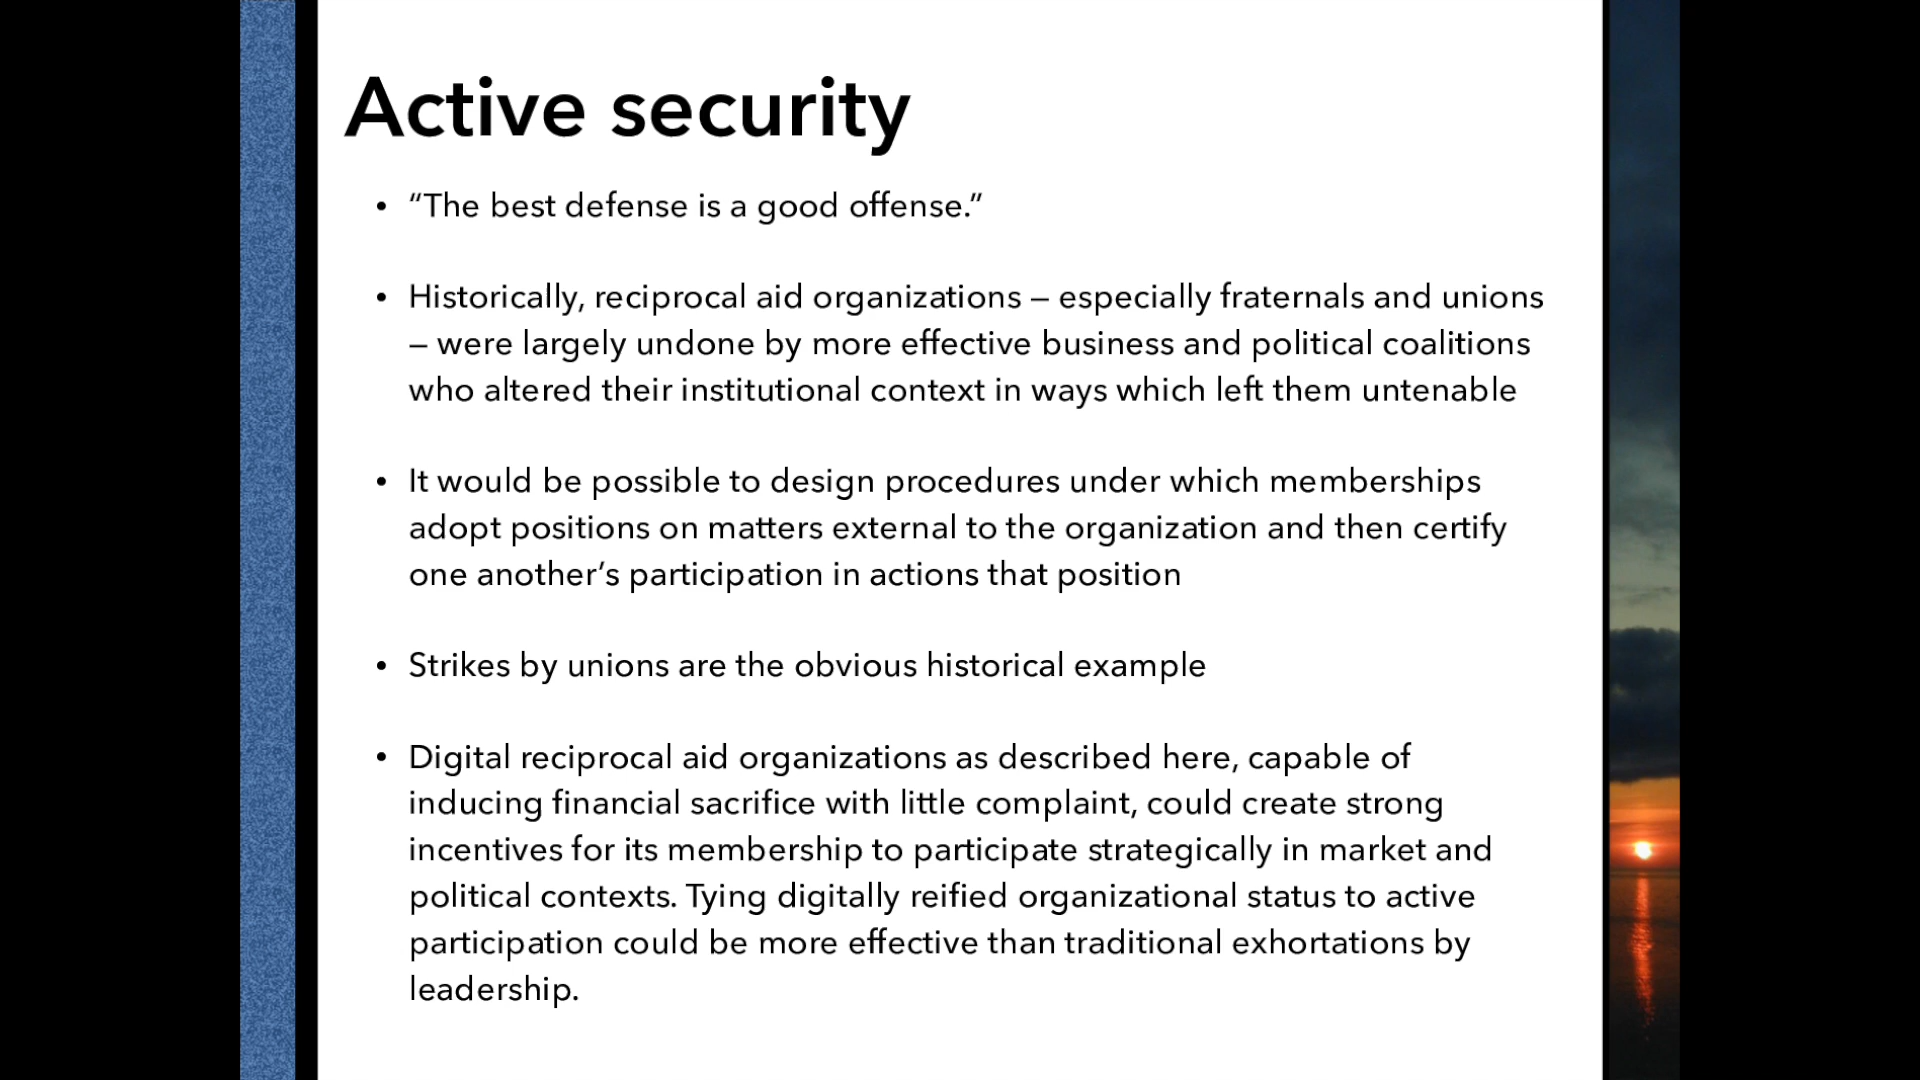 Active security
• “The best defense is a good offense.”
• Historically, reciprocal aid organizations – especially fraternals and unions
– were largely undone by more effective business and political coalitions
who altered their institutional context in ways which left them untenable
• It would be possible to design procedures under which memberships
adopt positions on matters external to the organization and then certify
one another’s participation in actions that position
• Strikes by unions are the obvious historical example
• Digital reciprocal aid organizations as described here, capable of
inducing financial sacrifice with little complaint, could create strong
incentives for its membership to participate strategically in market and
political contexts. Tying digitally reified organizational status to active
participation could be more effective than traditional exhortations by
leadership.